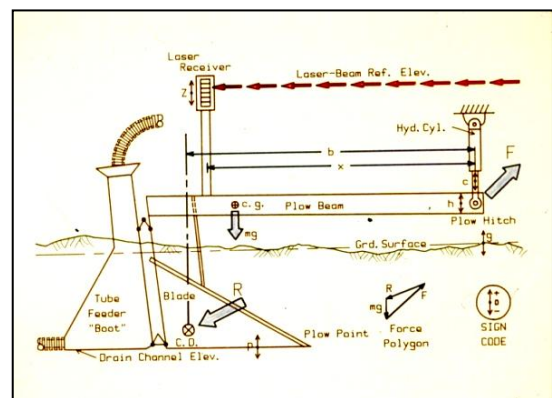 Laser
Receiver
Laser-Beam Ref. Elev.
Z
Hyd. Cyl.
b
x
F
c
c.g.
Plow Beam
h
Plow Hitch
mg
Grd. Surface
g
Tube
Feeder
"Boot"
Blade
R
C.D.
P
Plow Point
Drain Channel Elev.
R
mg
F
Force
Polygon
+
0
-
SIGN
CODE